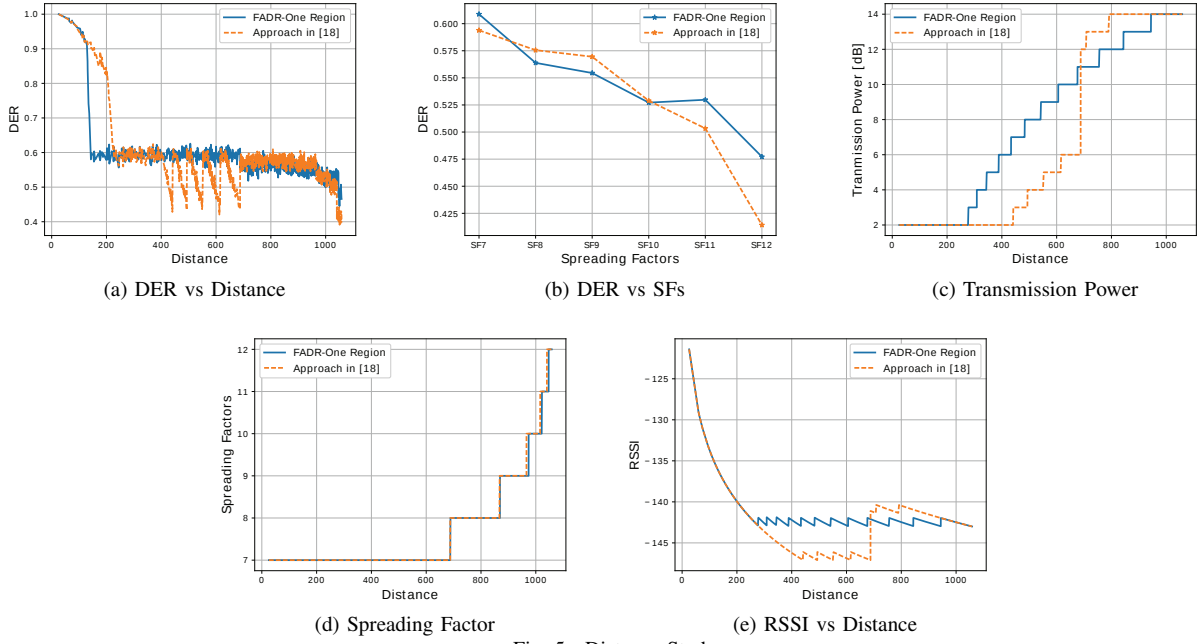 FADR-One Region
Approach in [18]
1.0
0.9
0.8
0.7
0.6
0.5
0.4
DER
0
200
400
600
800
1000
Distance
(a) DER vs Distance
FADR-One Region
Approach in [18]
0.600
0.575
0.550
0.525
0.500
0.475
0.450
0.425
DER
SF7
SF8
SF9
SF10
SF11
SF12
Spreading Factors
(b) DER vs SFs
FADR-One Region
Approach in [18]
14
12
10
8
6
4
2
Tranmission Power [dB]
0
200
400
600
800
1000
Distance
(c) Transmission Power
FADR-One Region
Approach in [18]
12
11
10
9
8
7
Spreading Factors
0
200
400
600
800
1000
Distance
(d) Spreading Factor
FADR-One Region
Approach in [18]
−125
−130
−135
−140
−145
RSSI
0
200
400
600
800
1000
Distance
(e) RSSI vs Distance